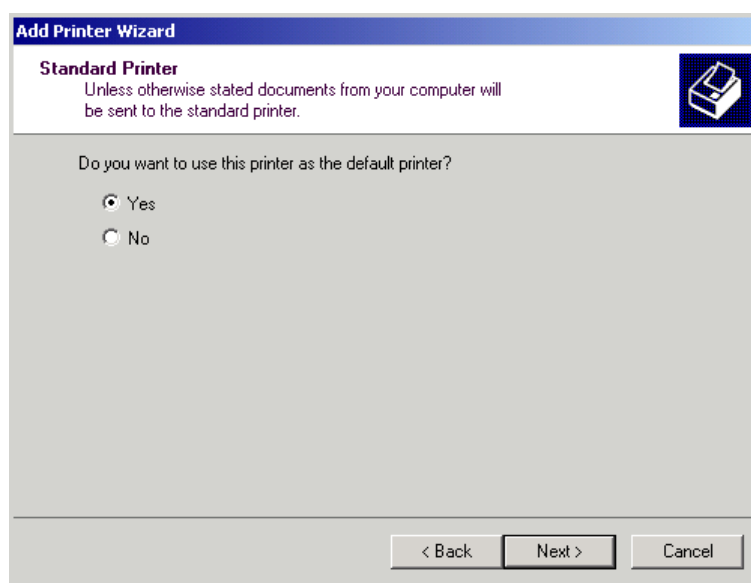 Add Printer Wizard
Standard Printer
Unless otherwise stated documents from your computer will
be sent to the standard printer.
Do you want to use this printer as the default printer?
Yes
No
< Back
Next >
Cancel